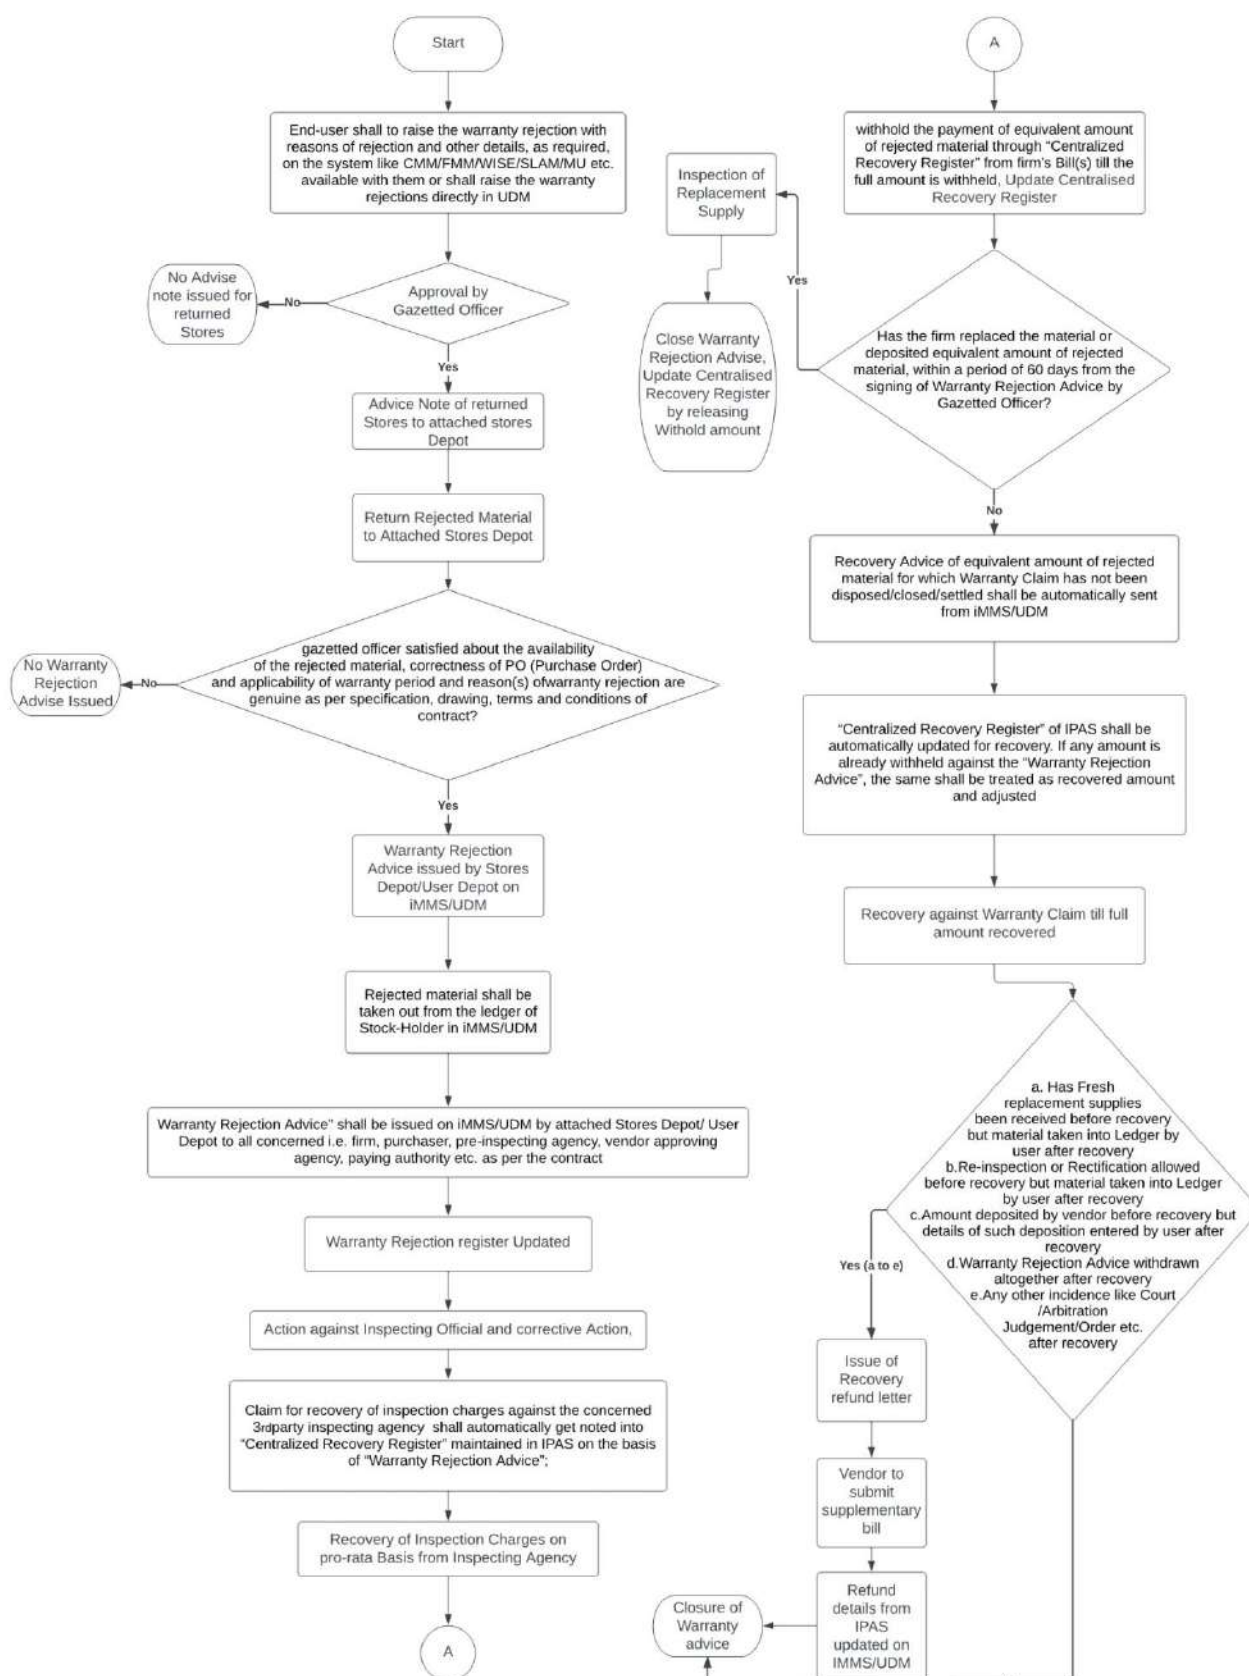 Start
End-user shall to raise the warranty rejection with
reasons of rejection and other details, as required,
on the system like CMM/FMM/WISE/SLAM/MU etc.
available with them or shall raise the warranty
rejections directly in UDM
No Advise
note issued for
returned
Stores
No
Approval by
Gazetted Officer
Yes
Advice Note of returned
Stores to attached stores
Depot
Return Rejected Material
to Attached Stores Depot
gazetted officer satisfied about the availability
of the rejected material, correctness of PO (Purchase Order)
and applicability of warranty period and reason(s) ofwarranty rejection are
genuine as per specification, drawing, terms and conditions of
contract?
No
No Warranty
Rejection
Advise Issued
Yes
Warranty Rejection
Advice issued by Stores
Depot/User Depot on
iMMS/UDM
Rejected material shall be
taken out from the ledger of
Stock-Holder in iMMS/UDM
Warranty Rejection Advice" shall be issued on iMMS/UDM by attached Stores Depot/ User
Depot to all concerned i.e. firm, purchaser, pre-inspecting agency, vendor approving
agency, paying authority etc. as per the contract
Warranty Rejection register Updated
Action against Inspecting Official and corrective Action,
Claim for recovery of inspection charges against the concerned
3rdparty inspecting agency shall automatically get noted into
"Centralized Recovery Register" maintained in IPAS on the basis
of "Warranty Rejection Advice";
Recovery of Inspection Charges on
pro-rata Basis from Inspecting Agency
A
A
withhold the payment of equivalent amount
of rejected material through "Centralized
Recovery Register" from firm's Bill(s) till the
full amount is withheld, Update Centralised
Recovery Register
Inspection of
Replacement
Supply
Yes
Close Warranty
Rejection Advise,
Update Centralised
Recovery Register
by releasing
Withold amount
Has the firm replaced the material or
deposited equivalent amount of rejected
material, within a period of 60 days from the
signing of Warranty Rejection Advice by
Gazetted Officer?
No
Recovery Advice of equivalent amount of rejected
material for which Warranty Claim has not been
disposed/closed/settled shall be automatically sent
from iMMS/UDM
"Centralized Recovery Register" of IPAS shall be
automatically updated for recovery. If any amount is
already withheld against the "Warranty Rejection
Advice", the same shall be treated as recovered amount
and adjusted
Recovery against Warranty Claim till full
amount recovered
a. Has Fresh
replacement supplies
been received before recovery
but material taken into Ledger by
user after recovery
b.Re-inspection or Rectification allowed
before recovery but material taken into Ledger
by user after recovery
c.Amount deposited by vendor before recovery but
details of such deposition entered by user after
recovery
d.Warranty Rejection Advice withdrawn
altogether after recovery
e.Any other incidence like Court
/Arbitration
Judgement/Order etc.
after recovery
Yes (a to e)
Issue of
Recovery
refund letter
Vendor to
submit
supplementary
bill
Refund
details from
IPAS
updated on
IMMS/UDM
Closure of
Warranty
advice